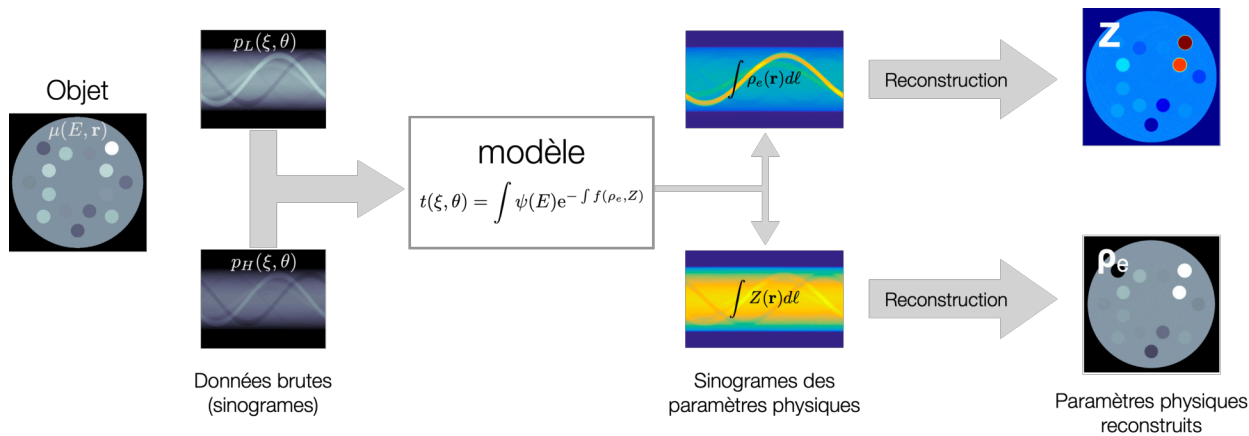 Objet
μ(E, r)
p_L(ξ, θ)
p_H(ξ, θ)
Données brutes
(sinogrames)
modèle
t(ξ, θ) = ∫ ψ(E)e^{− ∫ f(ρ_e,Z)}
∫ ρ_e(r)dℓ
∫ Z(r)dℓ
Sinogrames des
paramètres physiques
Reconstruction
Reconstruction
Z
ρ_e
Paramètres physiques
reconstruits